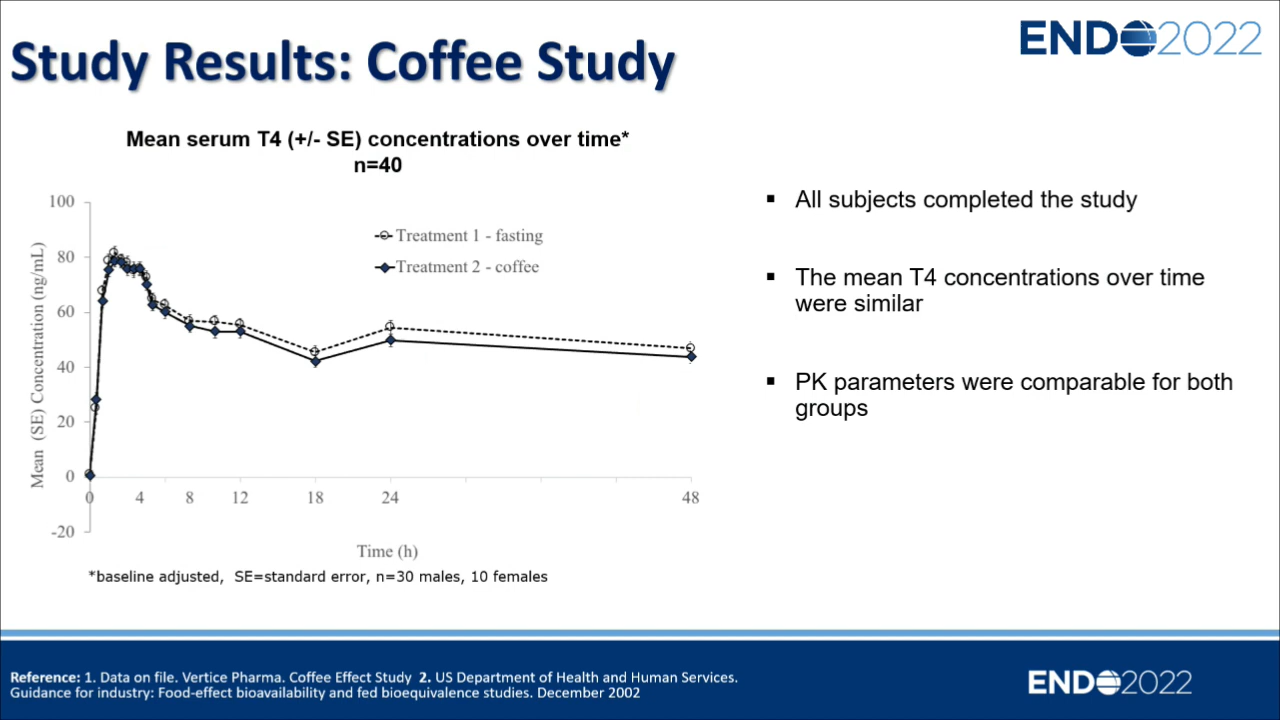 Study Results: Coffee Study
ENDO2022
Mean serum T4 (+/- SE) concentrations over time*
n=40
100
80
60
40
20
0
-20
Mean (SE) Concentration (ng/mL)
Treatment 1 - fasting
Treatment 2 - coffee
0 4 8 12 18 24 48
Time (h)
*baseline adjusted, SE=standard error, n=30 males, 10 females
▪ All subjects completed the study
▪ The mean T4 concentrations over time
were similar
▪ PK parameters were comparable for both
groups
Reference: 1. Data on file. Vertice Pharma. Coffee Effect Study 2. US Department of Health and Human Services.
Guidance for industry: Food-effect bioavailability and fed bioequivalence studies. December 2002
ENDO2022